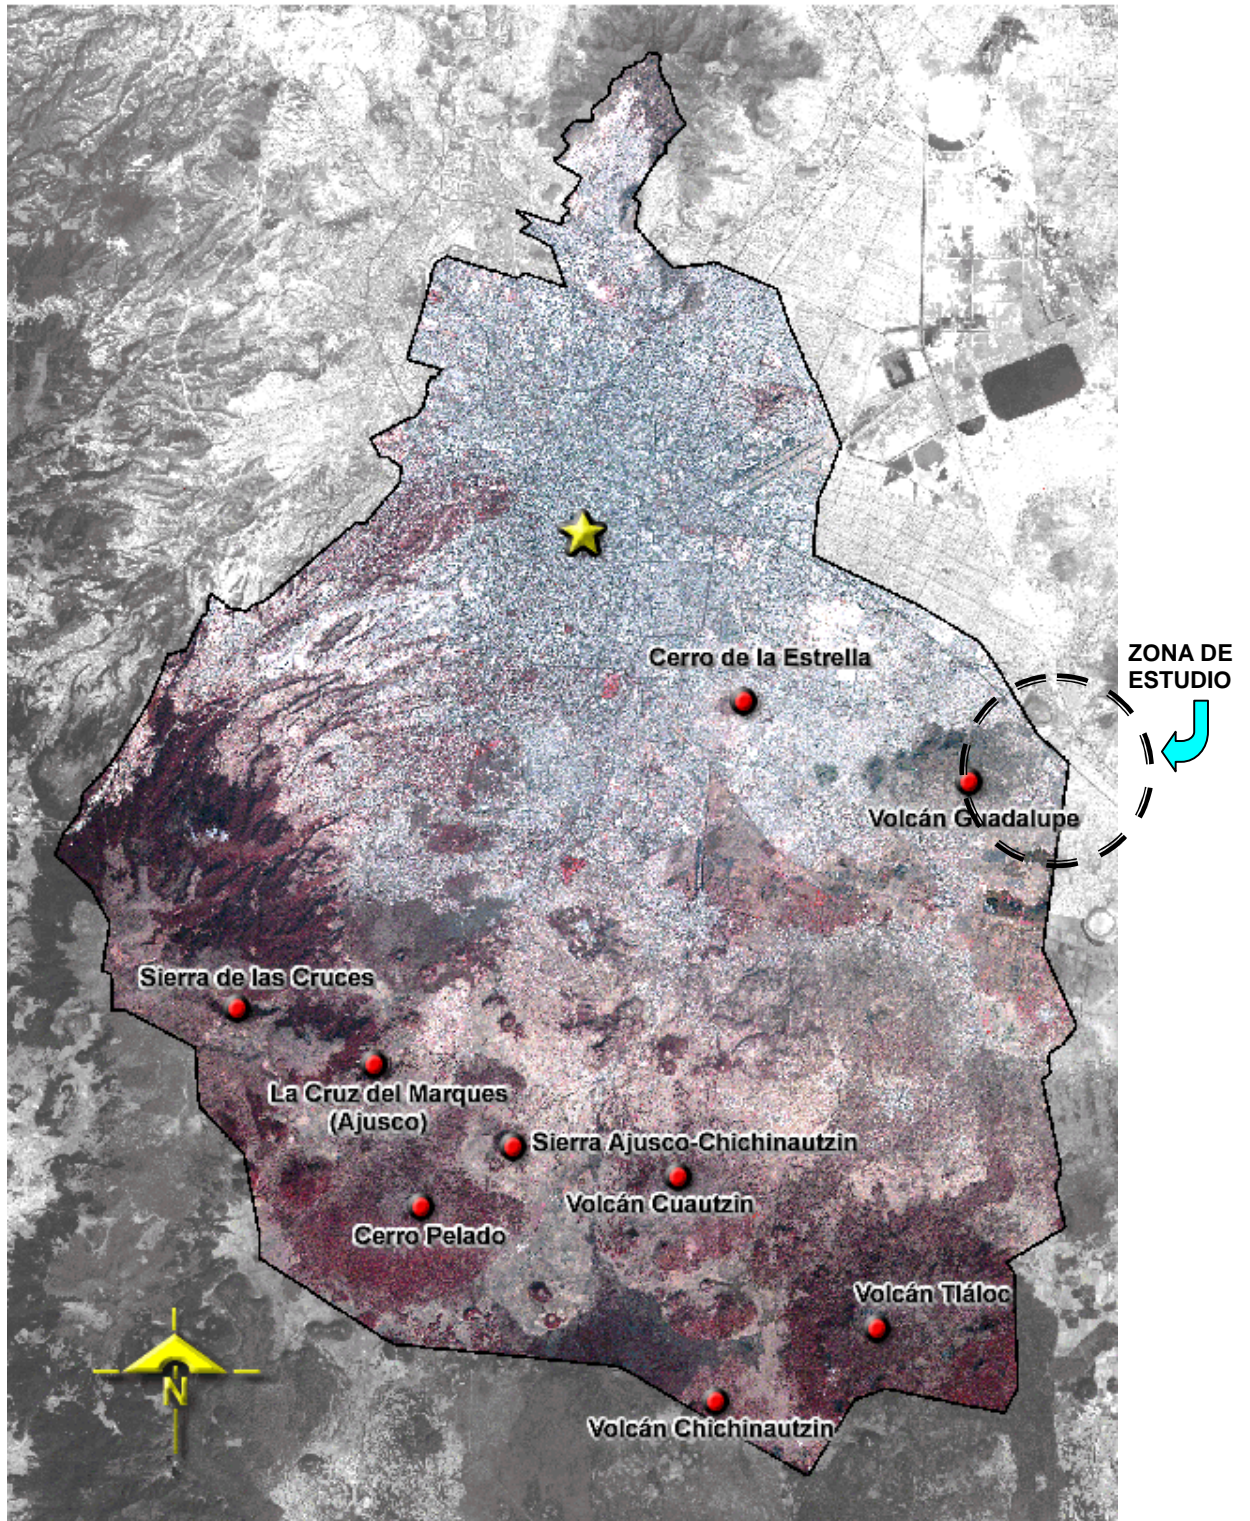 Cerro de la Estrella
ZONA DE
ESTUDIO
Volcán Guadalupe
Sierra de las Cruces
La Cruz del Marques
(Ajusco)
Sierra Ajusco-Chichinautzin
Volcán Cuautzin
Cerro Pelado
Volcán Tláloc
N
Volcán Chichinautzin